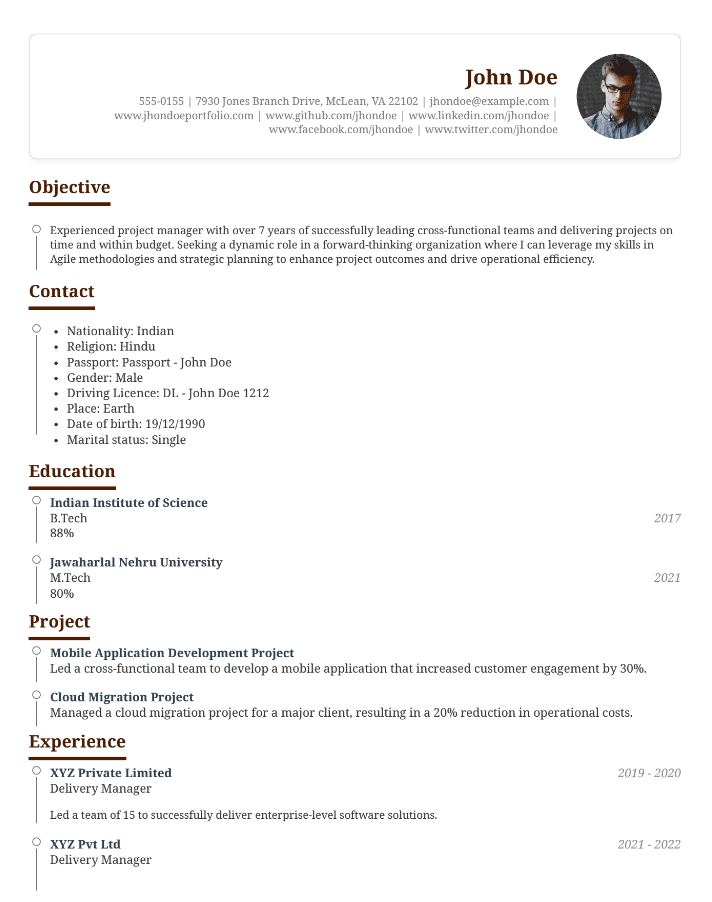 John Doe
555-0155 | 7930 Jones Branch Drive, McLean, VA 22102 | jhondoe@example.com |
www.jhondoeportfolio.com | www.github.com/jhondoe | www.linkedin.com/jhondoe |
www.facebook.com/jhondoe | www.twitter.com/jhondoe
Objective
Experienced project manager with over 7 years of successfully leading cross-functional teams and delivering projects on
time and within budget. Seeking a dynamic role in a forward-thinking organization where I can leverage my skills in
Agile methodologies and strategic planning to enhance project outcomes and drive operational efficiency.
Contact
• Nationality: Indian
• Religion: Hindu
• Passport: Passport - John Doe
• Gender: Male
• Driving Licence: DL - John Doe 1212
• Place: Earth
• Date of birth: 19/12/1990
• Marital status: Single
Education
Indian Institute of Science
B.Tech 2017
88%
Jawaharlal Nehru University
M.Tech 2021
80%
Project
Mobile Application Development Project
Led a cross-functional team to develop a mobile application that increased customer engagement by 30%.
Cloud Migration Project
Managed a cloud migration project for a major client, resulting in a 20% reduction in operational costs.
Experience
XYZ Private Limited 2019 - 2020
Delivery Manager
Led a team of 15 to successfully deliver enterprise-level software solutions.
XYZ Pvt Ltd 2021 - 2022
Delivery Manager